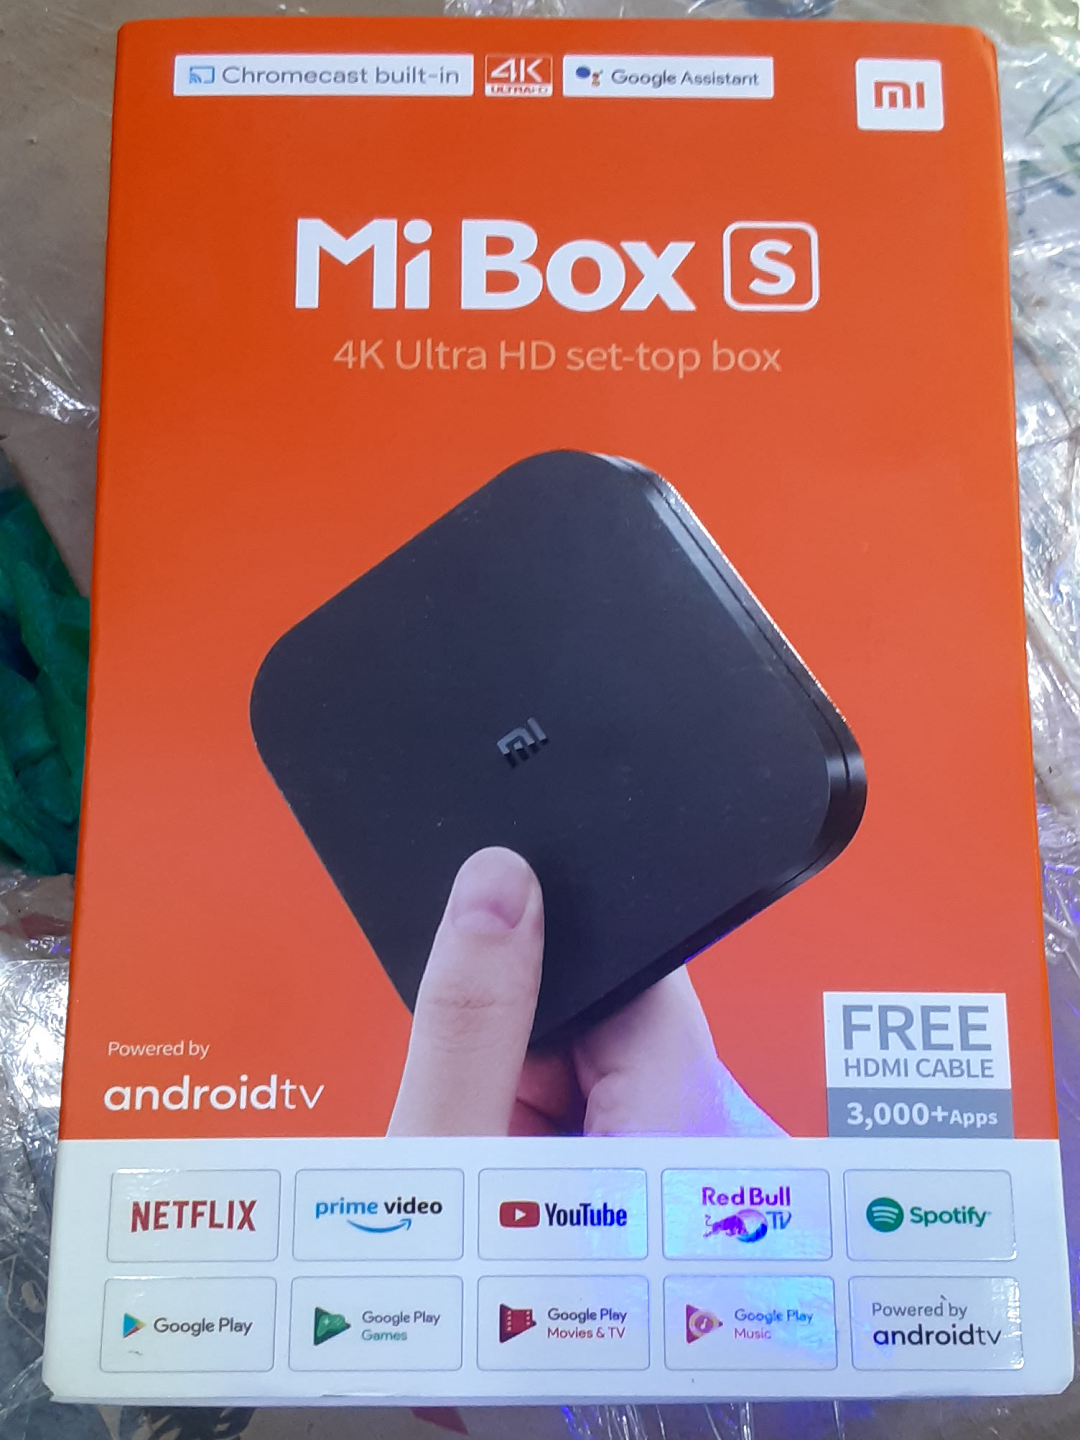 Chromecast built-in
4K
ULTRA HD
Google Assistant
mi
Mi Box S
4K Ultra HD set-top box
mi
Powered by
androidtv
FREE
HDMI CABLE
3,000+Apps
NETFLIX
prime video
YouTube
Red Bull
TV
Spotify
Google Play
Google Play
Games
Google Play
Movies & TV
Google Play
Music
Powered by
androidtv